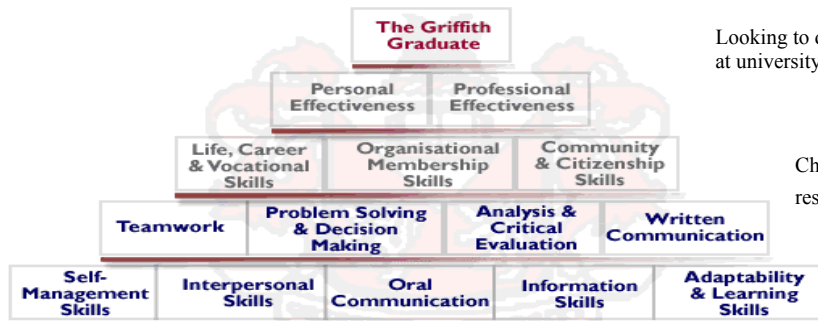 The Griffith
Graduate
Looking to
at university
Personal
Effectiveness
Professional
Effectiveness
Life, Career
& Vocational
Skills
Organisational
Membership
Skills
Community
& Citizenship
Skills
Teamwork
Problem Solving
& Decision
Making
Analysis &
Critical
Evaluation
Written
Communication
Self-
Management
Skills
Interpersonal
Skills
Oral
Communication
Information
Skills
Adaptability
& Learning
Skills